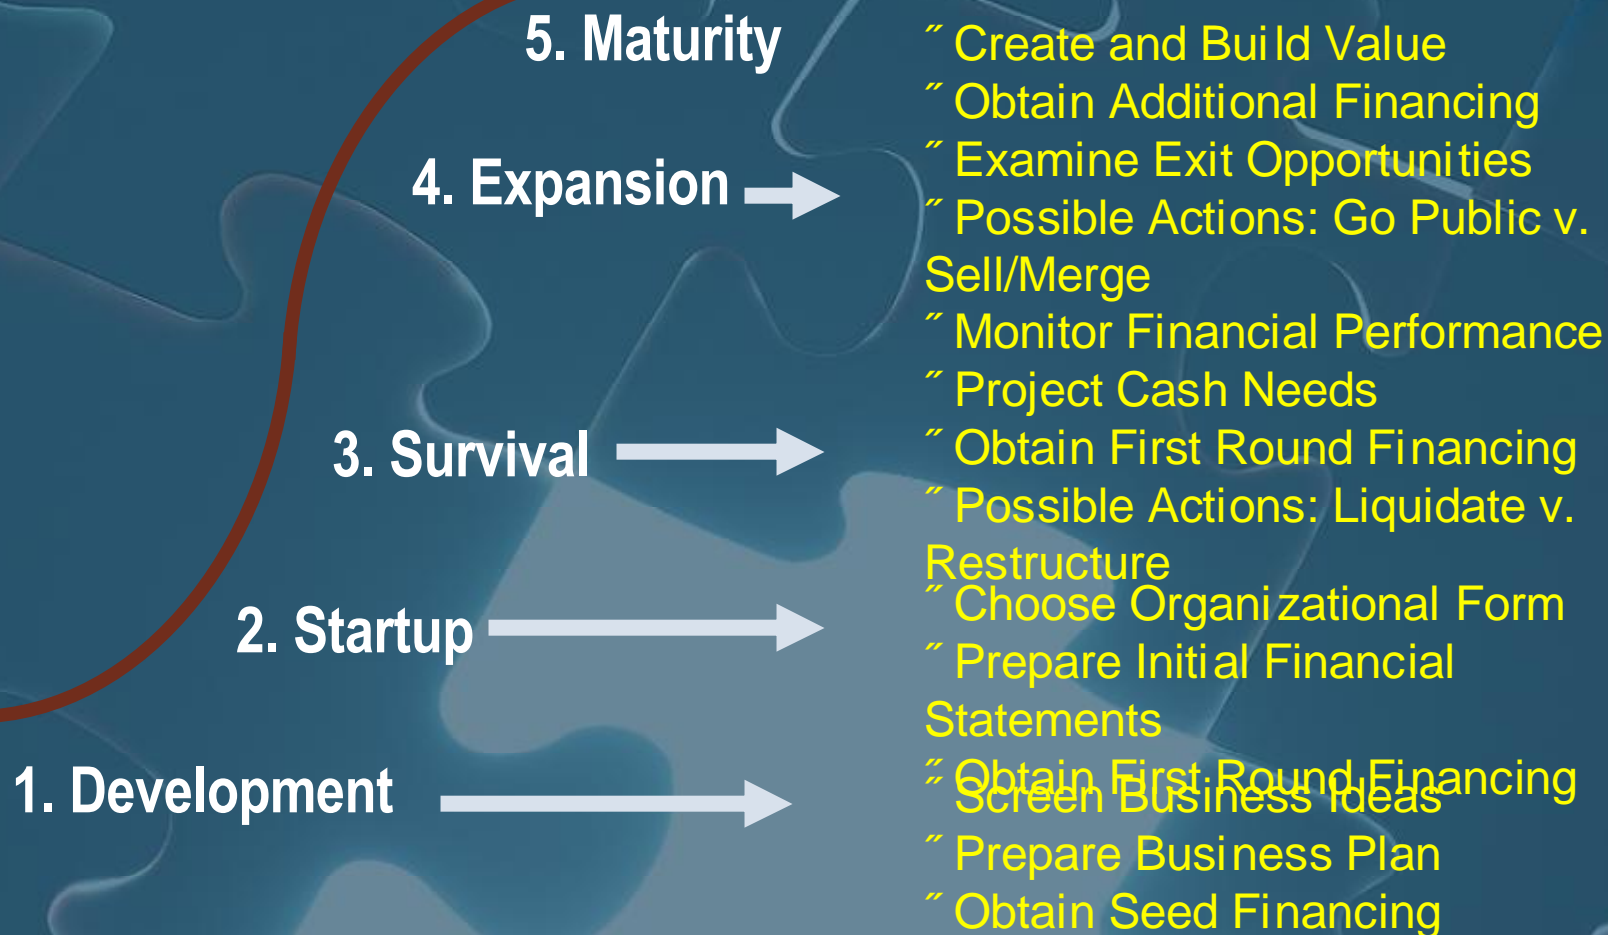 5. Maturity
˝ Create and Build Value
˝ Obtain Additional Financing
4. Expansion
˝ Examine Exit Opportunities
˝ Possible Actions: Go Public v.
Sell/Merge
˝ Monitor Financial Performance
˝ Project Cash Needs
3. Survival
˝ Obtain First Round Financing
˝ Possible Actions: Liquidate v.
Restructure
2. Startup
˝ Choose Organizational Form
˝ Prepare Initial Financial
Statements
˝ Obtain First Round Financing
1. Development
˝ Screen Business Ideas
˝ Prepare Business Plan
˝ Obtain Seed Financing